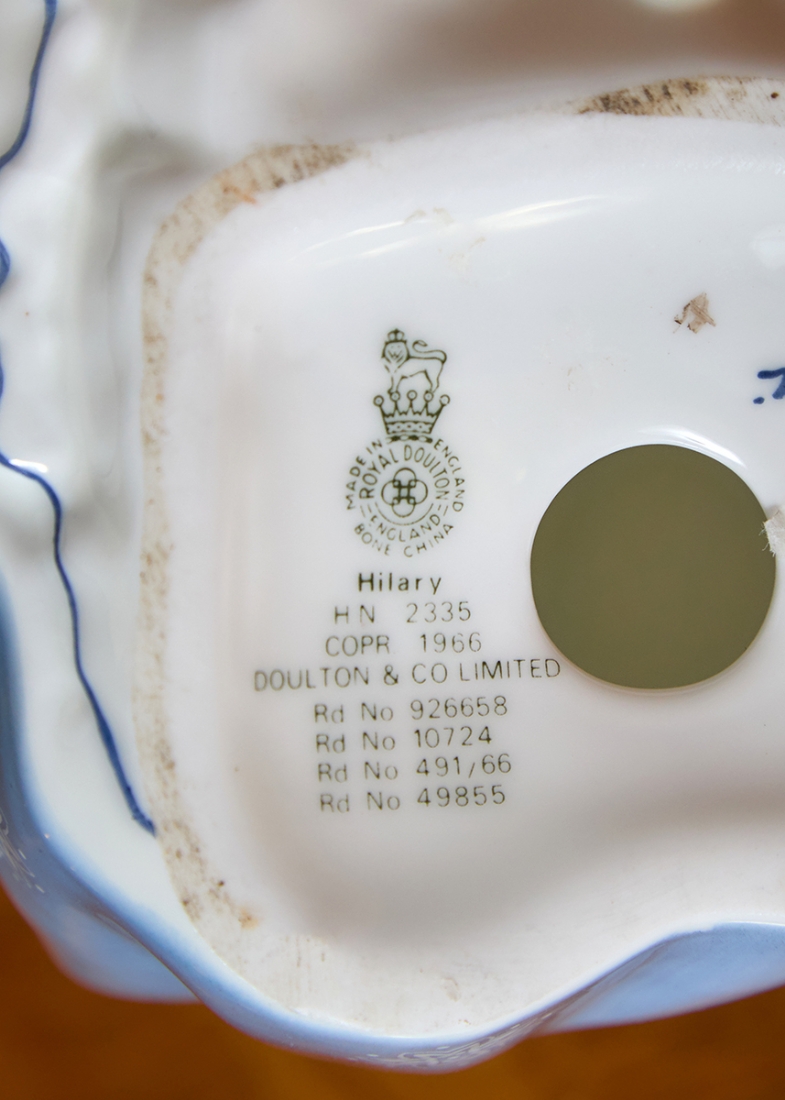 MADE IN ENGLAND
ROYAL DOULTON
ENGLAND
BONE CHINA
Hilary
HN 2335
COPR 1966
DOULTON & CO LIMITED
Rd No 926658
Rd No 10724
Rd No 491/66
Rd No 49855